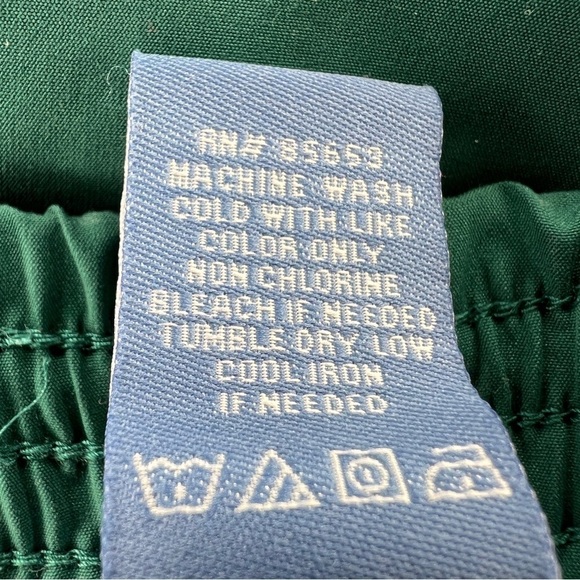 RN# 85653
MACHINE WASH
COLD WITH LIKE
COLOR ONLY
NON CHLORINE
BLEACH IF NEEDED
TUMBLE DRY LOW
COOL IRON
IF NEEDED